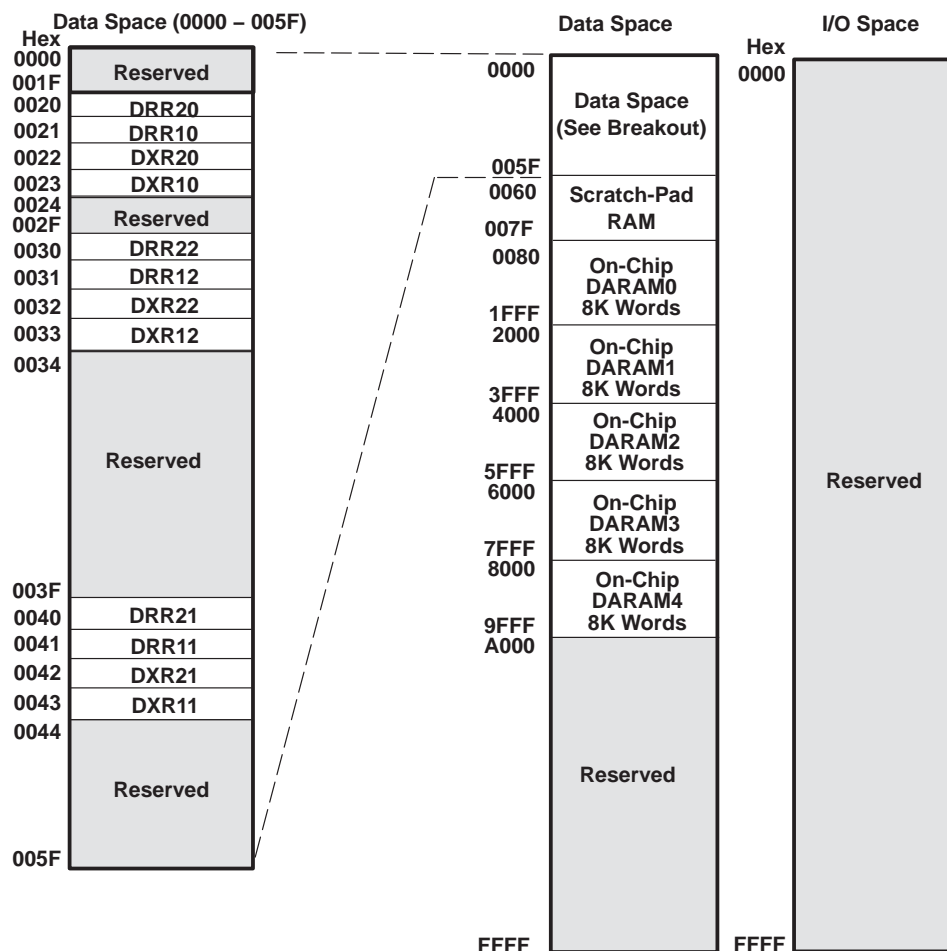 Data Space (0000 – 005F)
Hex
0000
Reserved
001F
0020
DRR20
0021
DRR10
0022
DXR20
0023
DXR10
0024
Reserved
002F
0030
DRR22
0031
DRR12
0032
DXR22
0033
DXR12
0034
Reserved
003F
0040
DRR21
0041
DRR11
0042
DXR21
0043
DXR11
0044
Reserved
005F
Data Space
0000
Data Space
(See Breakout)
005F
0060
Scratch-Pad
RAM
007F
0080
On-Chip
DARAM0
8K Words
1FFF
2000
On-Chip
DARAM1
8K Words
3FFF
4000
On-Chip
DARAM2
8K Words
5FFF
6000
On-Chip
DARAM3
8K Words
7FFF
8000
On-Chip
DARAM4
8K Words
9FFF
A000
Reserved
FFFF
I/O Space
Hex
0000
Reserved
FFFF